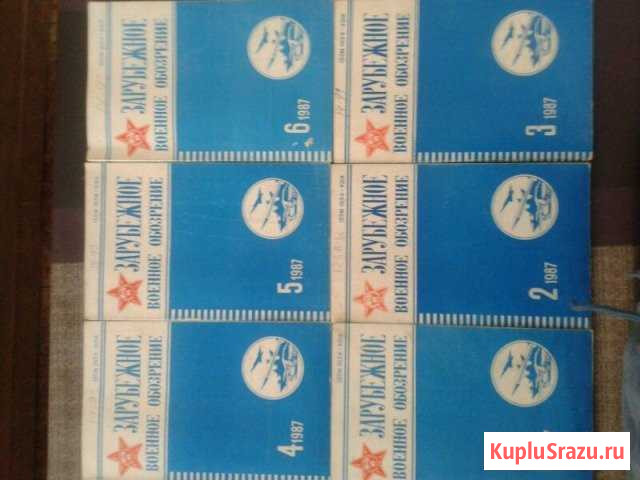 ЗАРУБЕЖНОЕ
ВОЕННОЕ ОБОЗРЕНИЕ
6 1987
ЗАРУБЕЖНОЕ
ВОЕННОЕ ОБОЗРЕНИЕ
3 1987
ЗАРУБЕЖНОЕ
ВОЕННОЕ ОБОЗРЕНИЕ
5 1987
ЗАРУБЕЖНОЕ
ВОЕННОЕ ОБОЗРЕНИЕ
2 1987
ЗАРУБЕЖНОЕ
ВОЕННОЕ ОБОЗРЕНИЕ
4 1987
ЗАРУБЕЖНОЕ
ВОЕННОЕ ОБОЗРЕНИЕ
KupluSrazu.ru